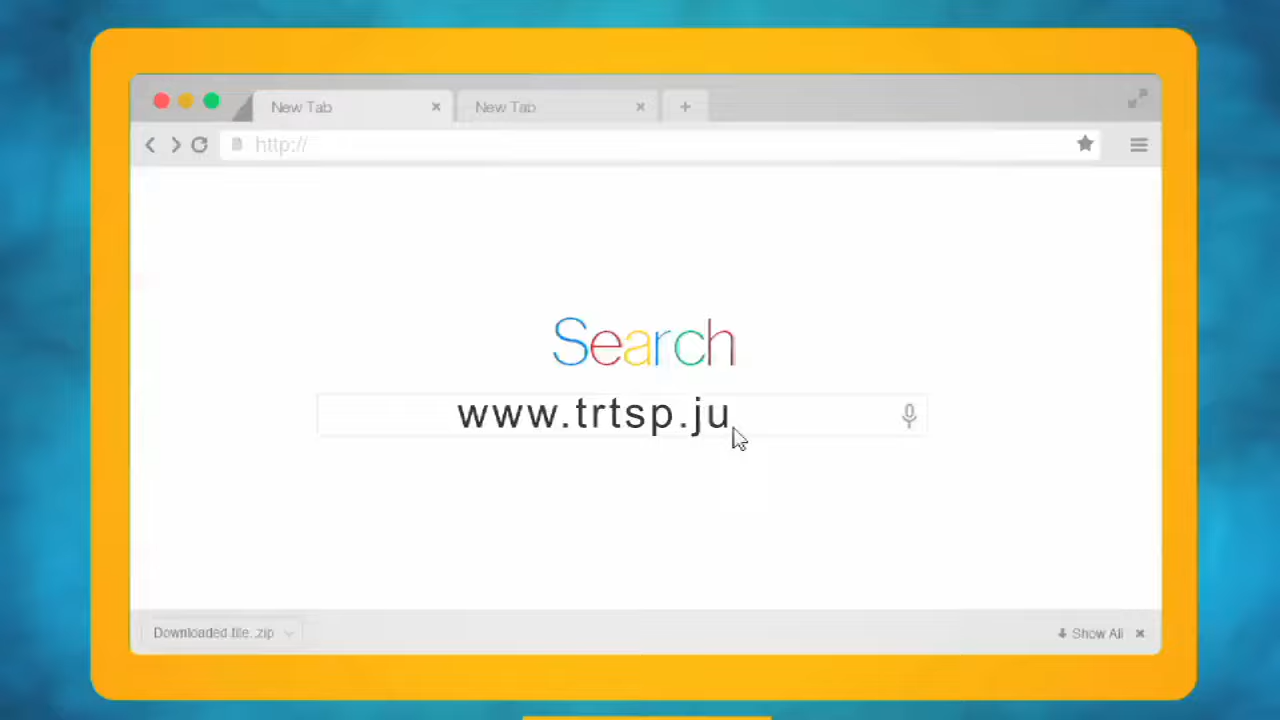 New Tab
New Tab
http://
Search
www.trtsp.ju
Downloaded file..zip
Show All